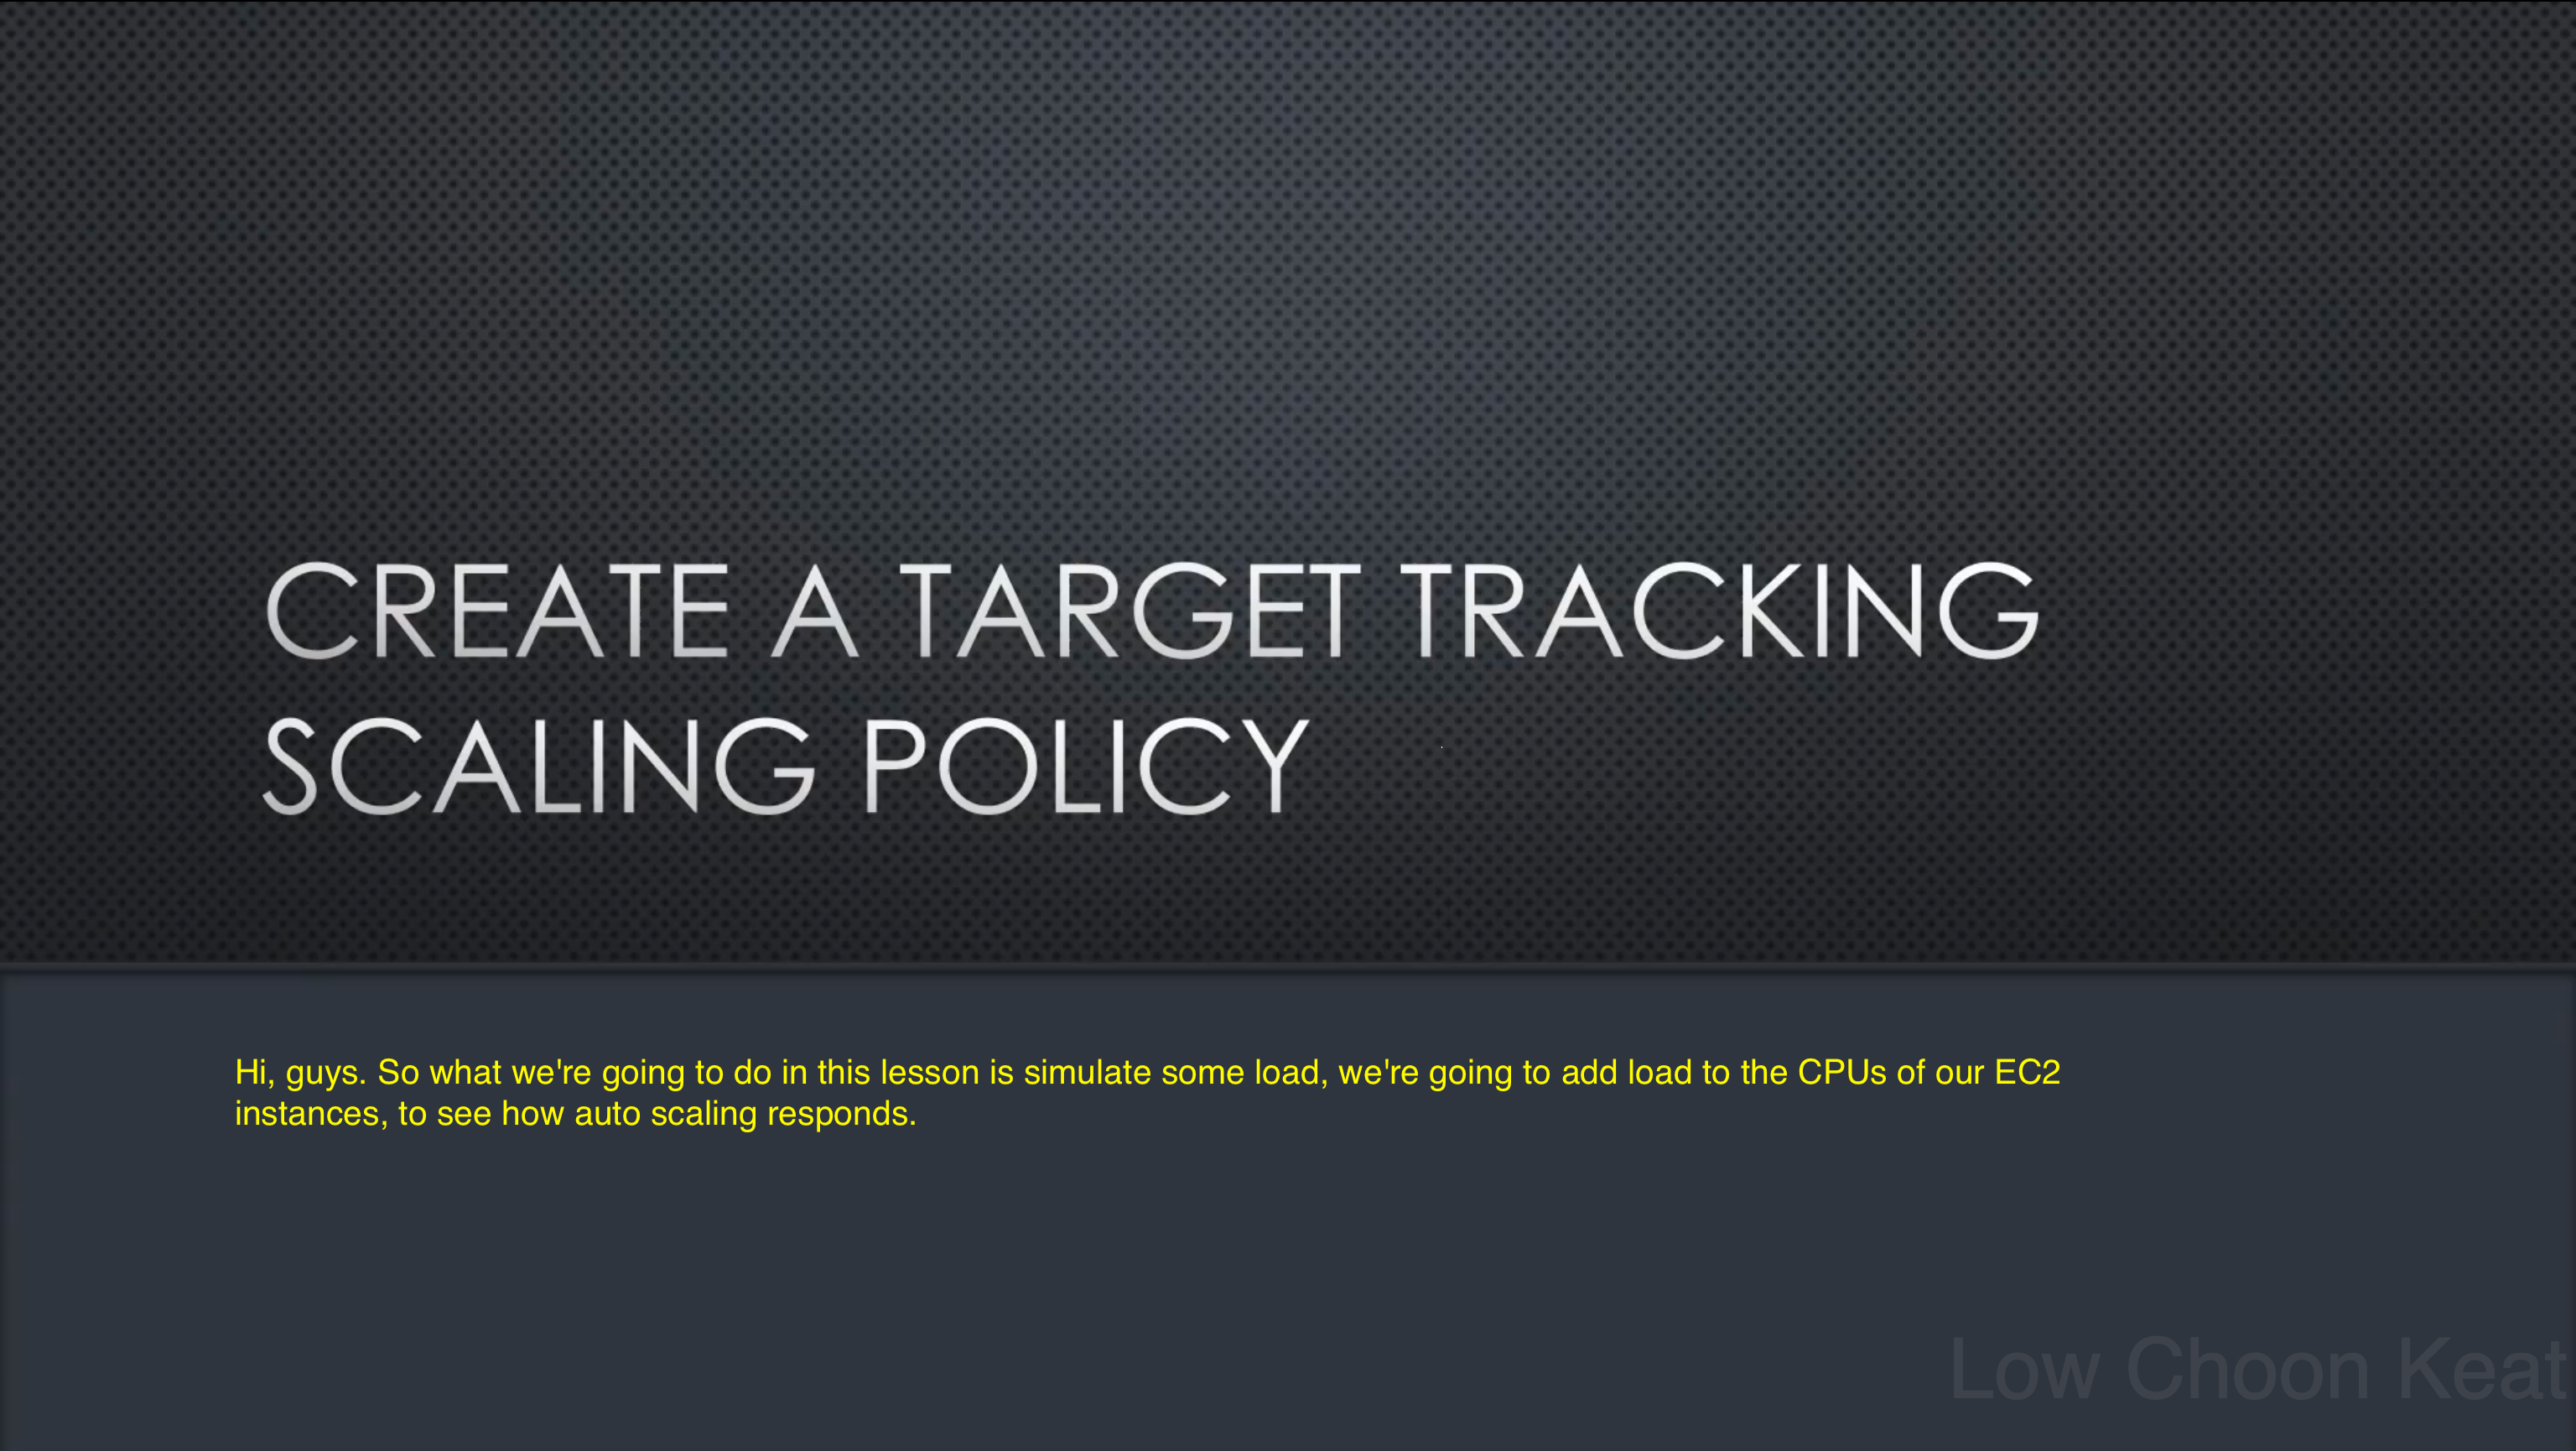 CREATE A TARGET TRACKING
SCALING POLICY
Hi, guys. So what we're going to do in this lesson is simulate some load, we're going to add load to the CPUs of our EC2
instances, to see how auto scaling responds.
Low Choon Keat